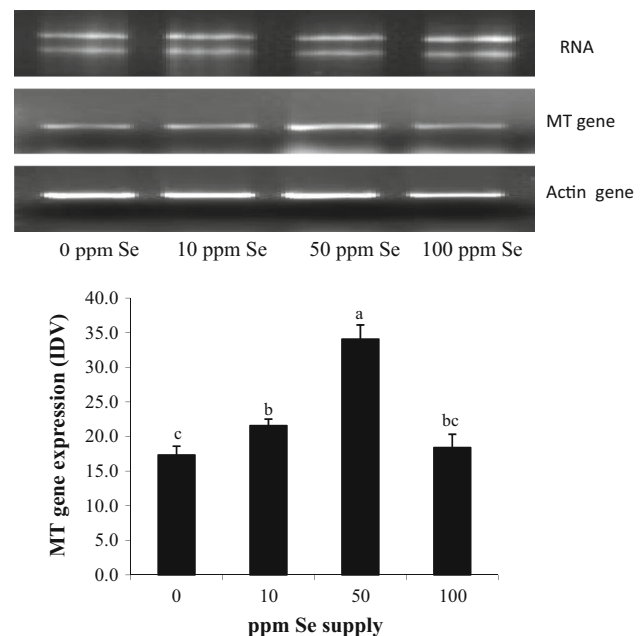 RNA
MT gene
Actin gene
0 ppm Se 10 ppm Se 50 ppm Se 100 ppm Se
40.0
35.0
30.0
25.0
20.0
15.0
10.0
5.0
0.0
MT gene expression (IDV)
c
b
a
bc
0 10 50 100
ppm Se supply